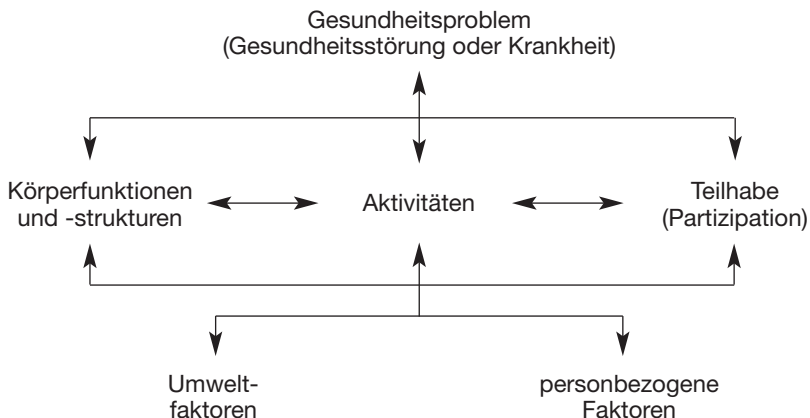 Gesundheitsproblem
(Gesundheitsstörung oder Krankheit)
Körperfunktionen
und -strukturen
Aktivitäten
Teilhabe
(Partizipation)
Umwelt-
faktoren
personbezogene
Faktoren